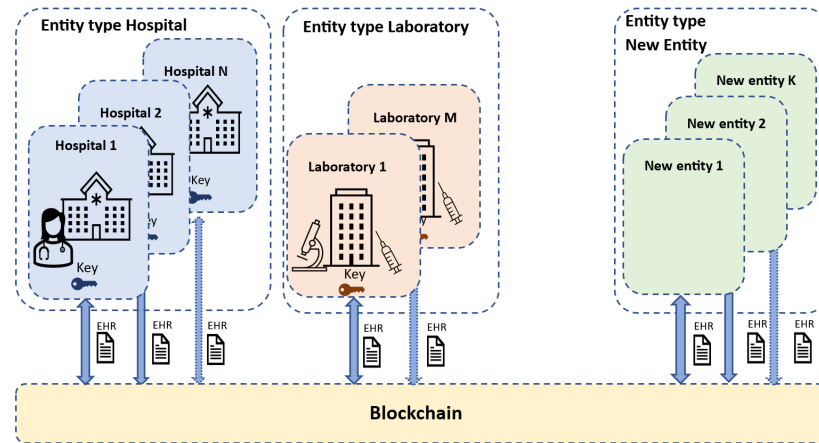 Entity type Hospital
Hospital N
Hospital 2
Hospital 1
Key
Key
Entity type Laboratory
Laboratory M
Laboratory 1
Key
Entity type
New Entity
New entity K
New entity 2
New entity 1
EHR
EHR
EHR
EHR
EHR
EHR
EHR
EHR
Blockchain